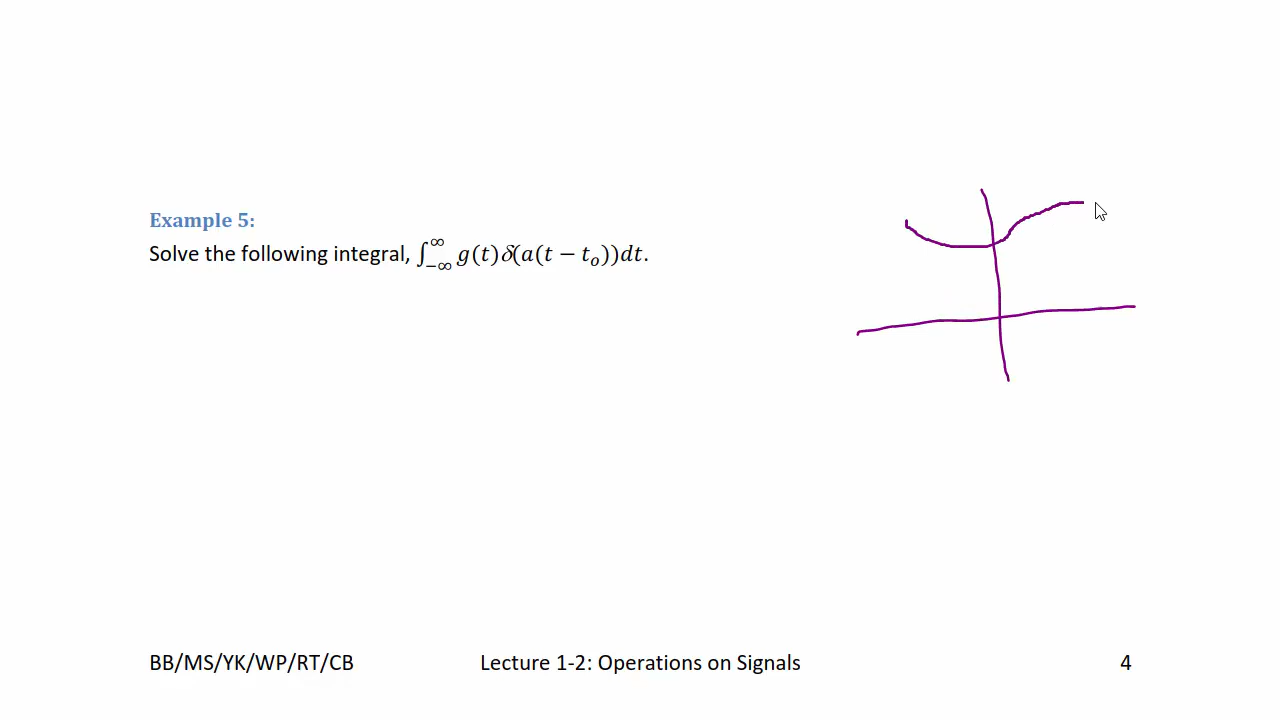 Example 5:
Solve the following integral, ∫_{−∞}^{∞} g(t)δ(a(t − t_o))dt.
BB/MS/YK/WP/RT/CB Lecture 1-2: Operations on Signals 4